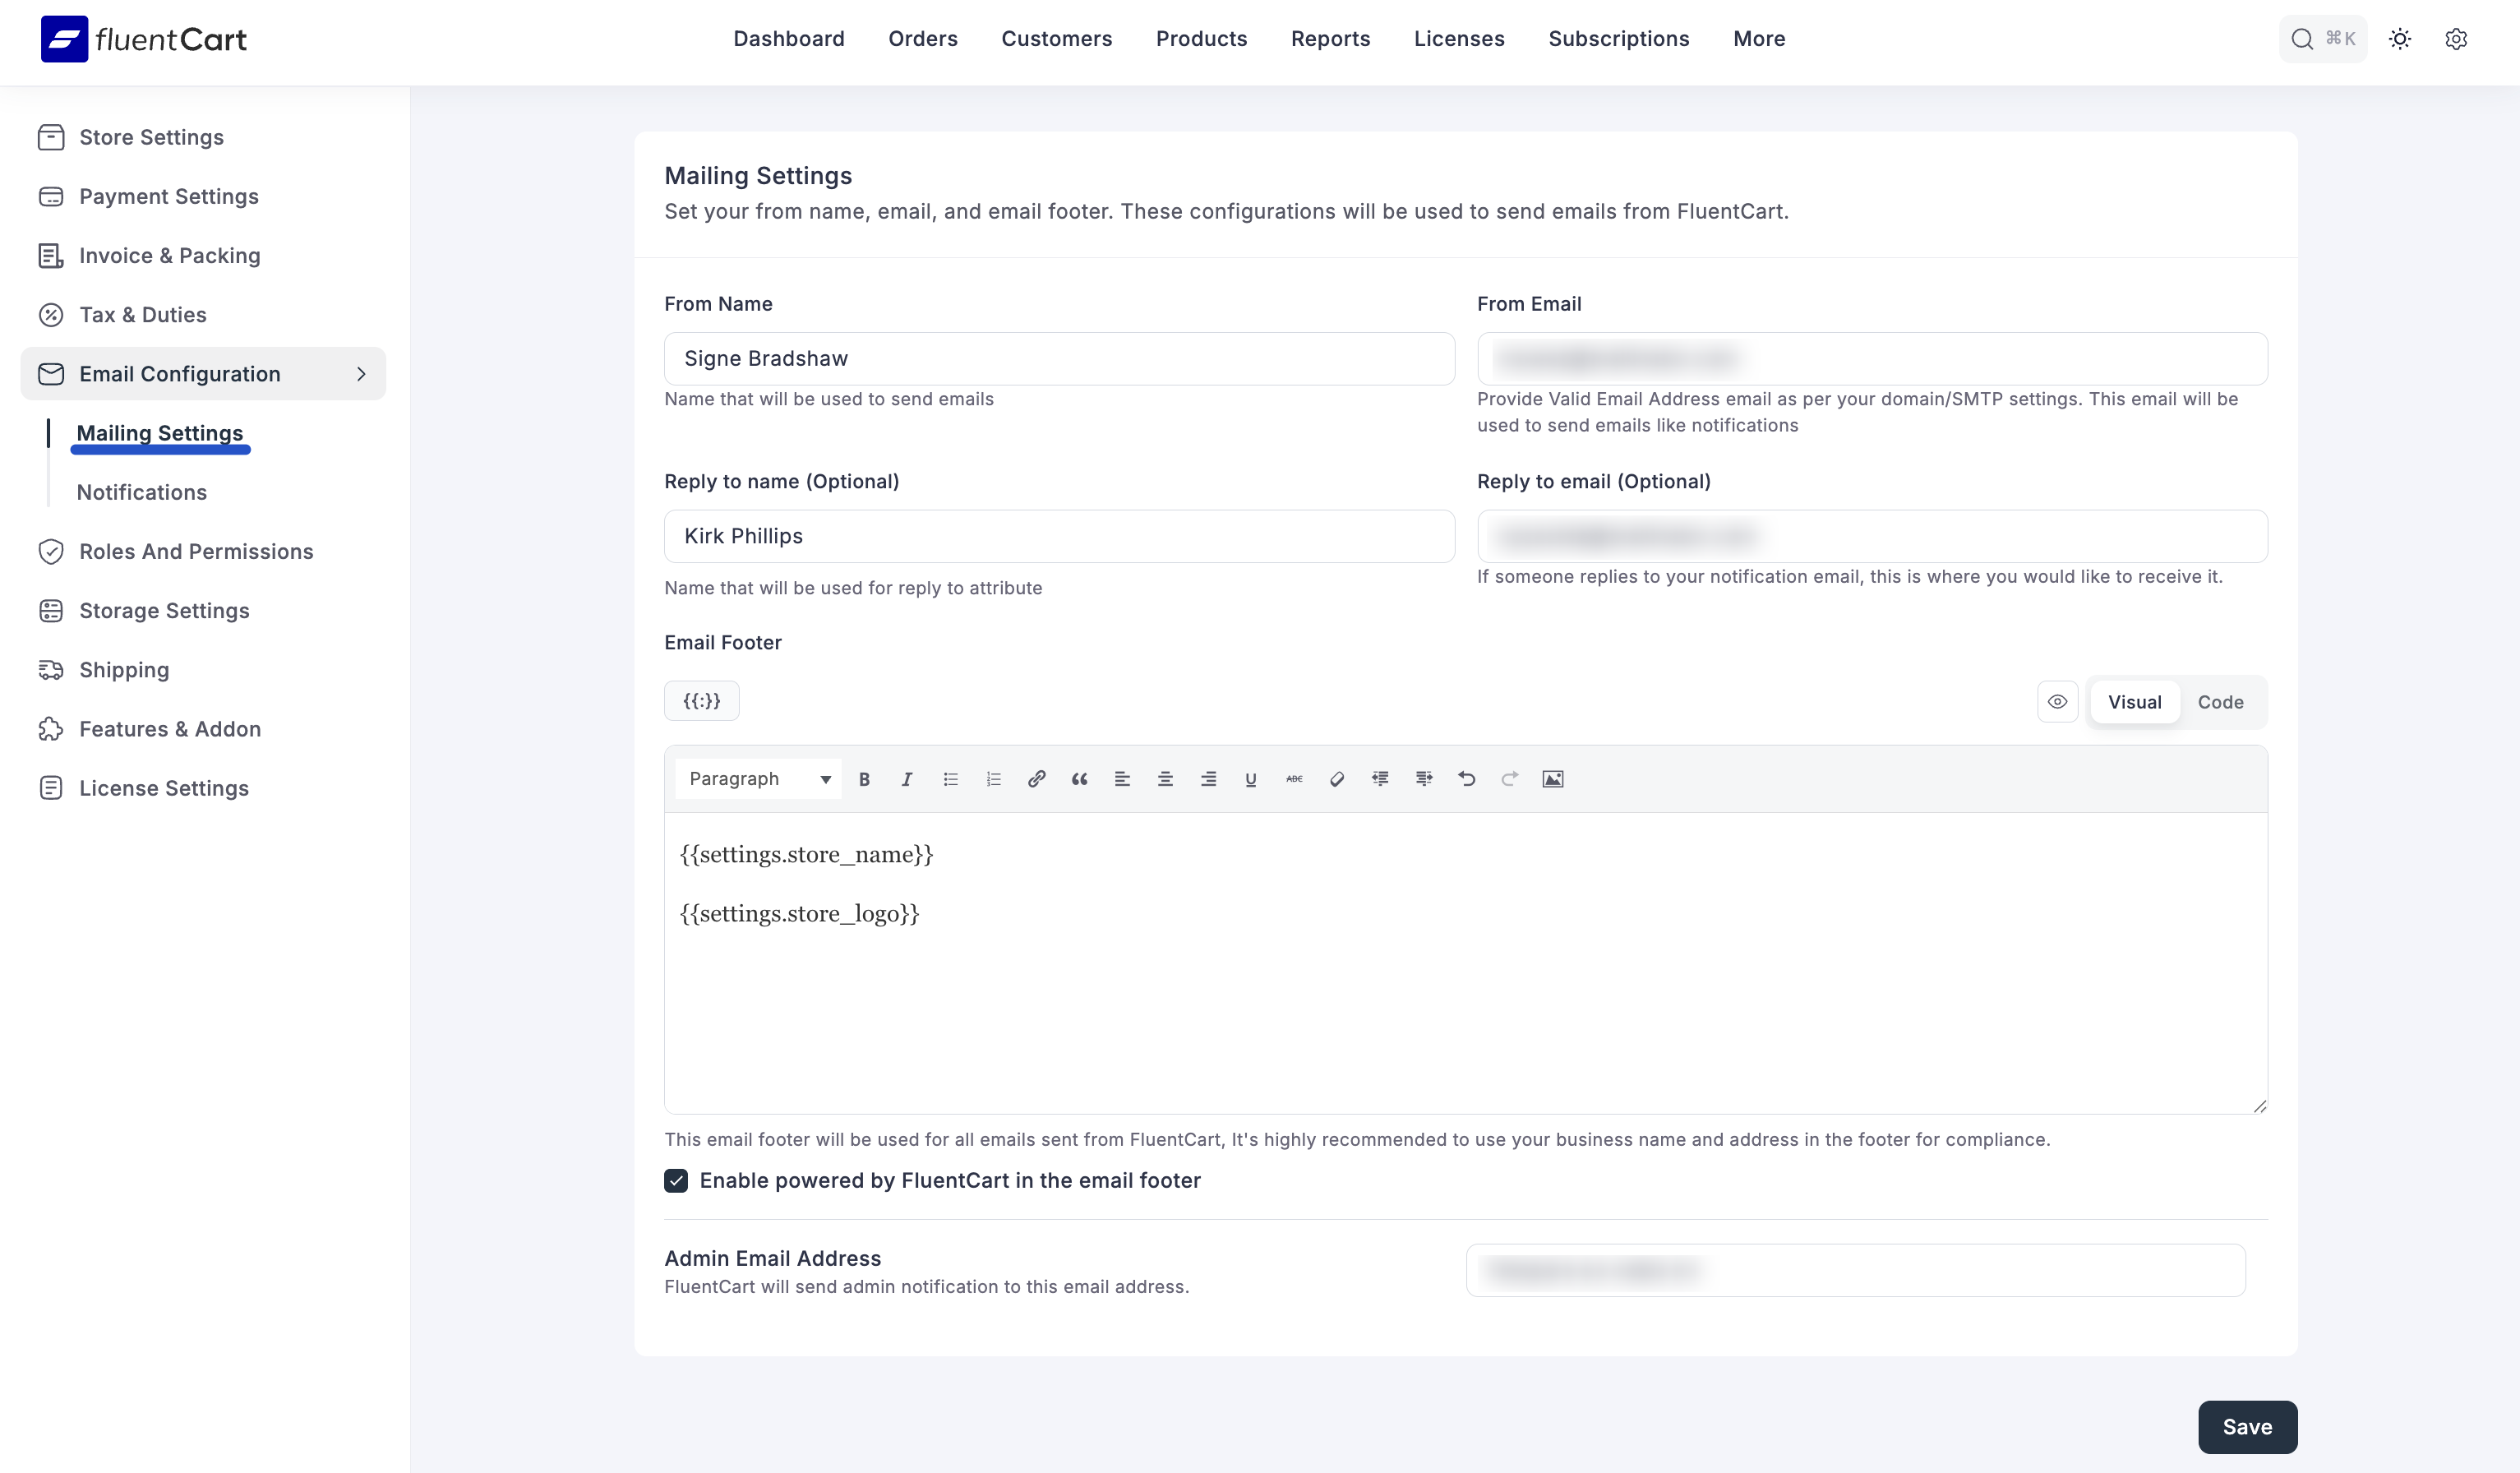 fluentCart
Dashboard
Orders
Customers
Products
Reports
Licenses
Subscriptions
More
⌘K
Store Settings
Payment Settings
Invoice & Packing
Tax & Duties
Email Configuration
Mailing Settings
Notifications
Roles And Permissions
Storage Settings
Shipping
Features & Addon
License Settings
Mailing Settings
Set your from name, email, and email footer. These configurations will be used to send emails from FluentCart.
From Name
Signe Bradshaw
Name that will be used to send emails
From Email
Provide Valid Email Address email as per your domain/SMTP settings. This email will be
used to send emails like notifications
Reply to name (Optional)
Kirk Phillips
Name that will be used for reply to attribute
Reply to email (Optional)
If someone replies to your notification email, this is where you would like to receive it.
Email Footer
{{:}}
Visual
Code
Paragraph
B
I
U
ABC
{{settings.store_name}}
{{settings.store_logo}}
This email footer will be used for all emails sent from FluentCart, It's highly recommended to use your business name and address in the footer for compliance.
Enable powered by FluentCart in the email footer
Admin Email Address
FluentCart will send admin notification to this email address.
Save